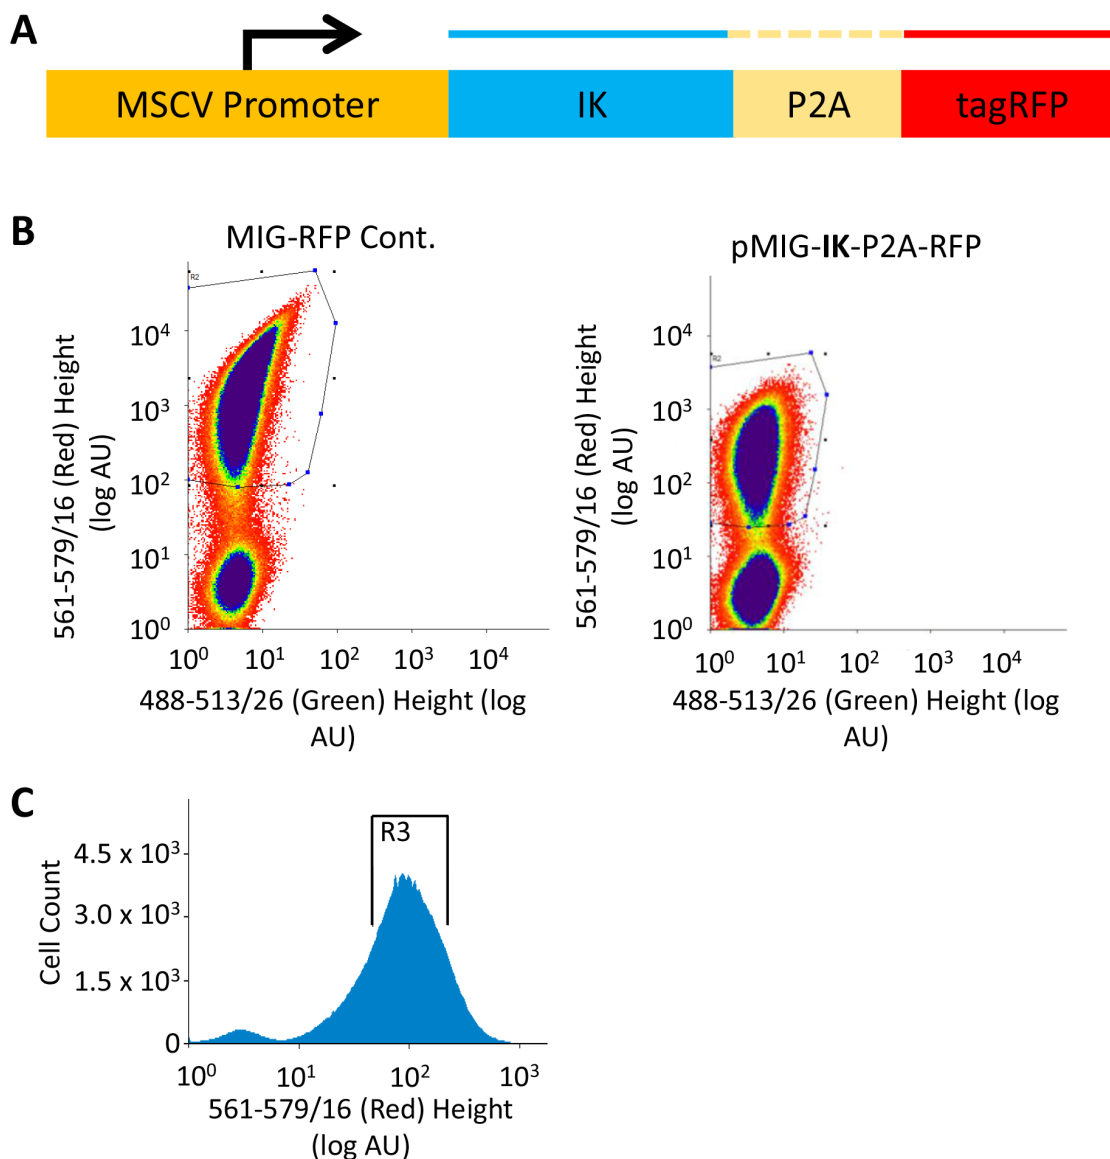 A
MSCV Promoter
IK
P2A
tagRFP
B
MIG-RFP Cont.
R2
10⁴
10³
10²
10¹
10⁰
561-579/16 (Red) Height
(log AU)
10⁰ 10¹ 10² 10³ 10⁴
488-513/26 (Green) Height (log
AU)
pMIG-IK-P2A-RFP
R2
10⁴
10³
10²
10¹
10⁰
561-579/16 (Red) Height
(log AU)
10⁰ 10¹ 10² 10³ 10⁴
488-513/26 (Green) Height (log
AU)
C
R3
Cell Count
4.5 x 10³
3.0 x 10³
1.5 x 10³
0
10⁰ 10¹ 10² 10³
561-579/16 (Red) Height
(log AU)